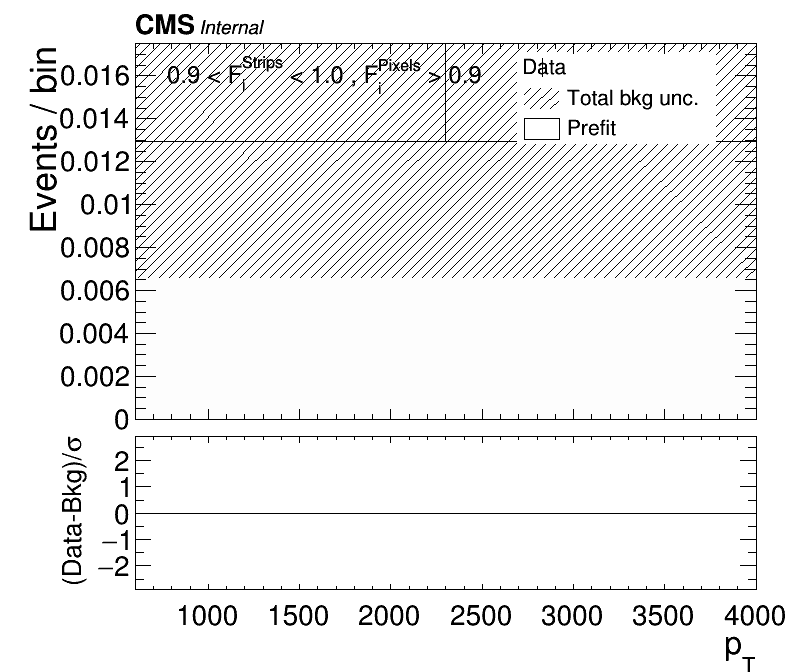 CMS Internal
Events / bin
0.9 < F_i^Strips < 1.0 , F_i^Pixels > 0.9
Data
Total bkg unc.
Prefit
0.016
0.014
0.012
0.01
0.008
0.006
0.004
0.002
0
(Data-Bkg)/σ
2
1
0
−1
−2
1000 1500 2000 2500 3000 3500 4000
p_T